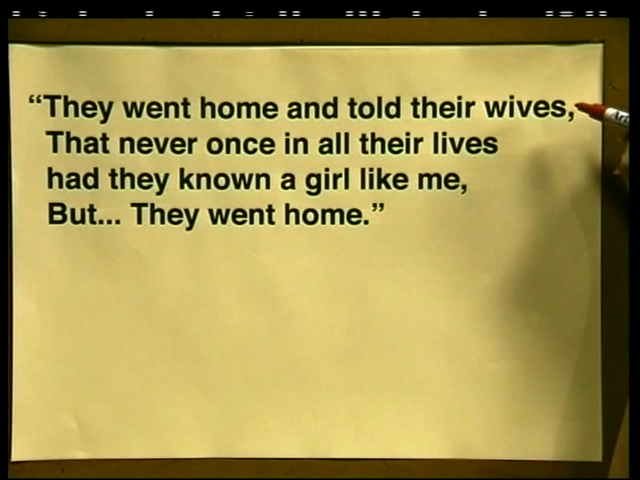 “They went home and told their wives,
That never once in all their lives
had they known a girl like me,
But... They went home.”